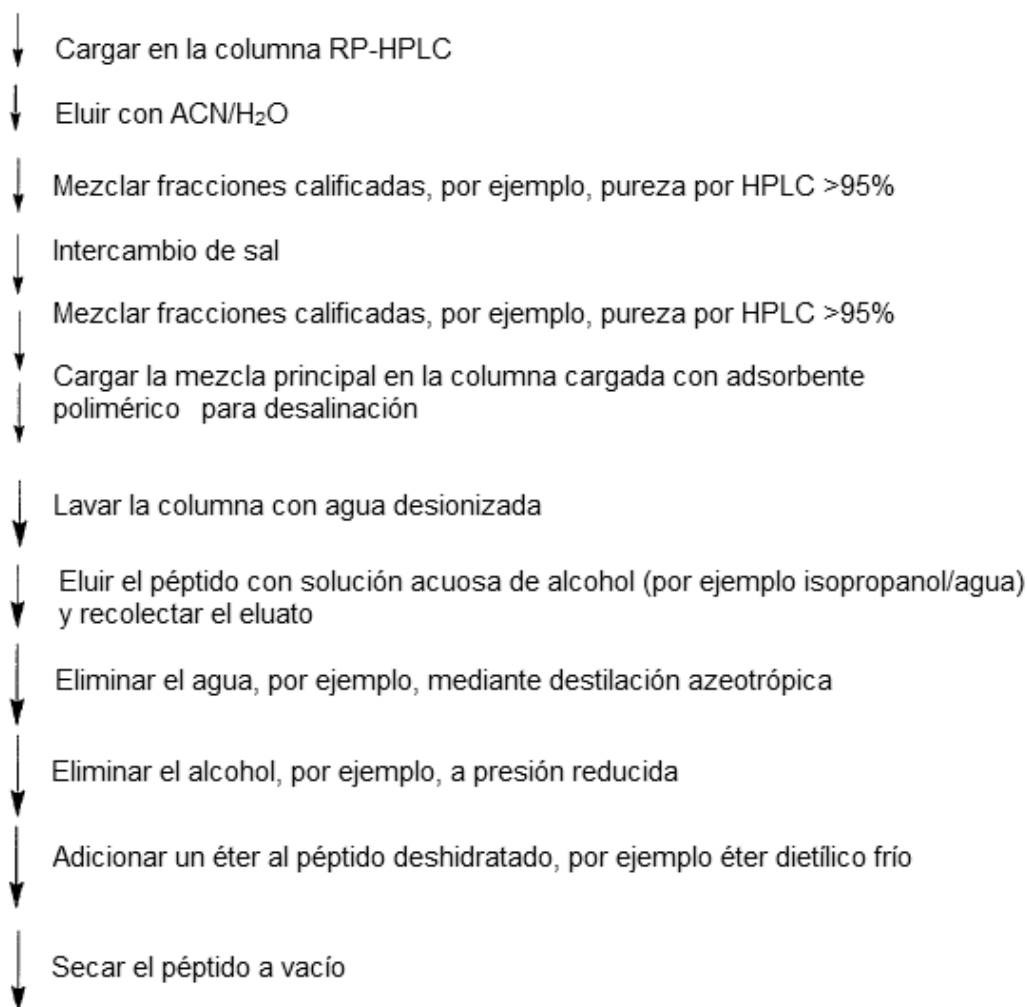 Cargar en la columna RP-HPLC
Eluir con ACN/H₂O
Mezclar fracciones calificadas, por ejemplo, pureza por HPLC >95%
Intercambio de sal
Mezclar fracciones calificadas, por ejemplo, pureza por HPLC >95%
Cargar la mezcla principal en la columna cargada con adsorbente
polimérico para desalinación
Lavar la columna con agua desionizada
Eluir el péptido con solución acuosa de alcohol (por ejemplo isopropanol/agua)
y recolectar el eluato
Eliminar el agua, por ejemplo, mediante destilación azeotrópica
Eliminar el alcohol, por ejemplo, a presión reducida
Adicionar un éter al péptido deshidratado, por ejemplo éter dietílico frío
Secar el péptido a vacío